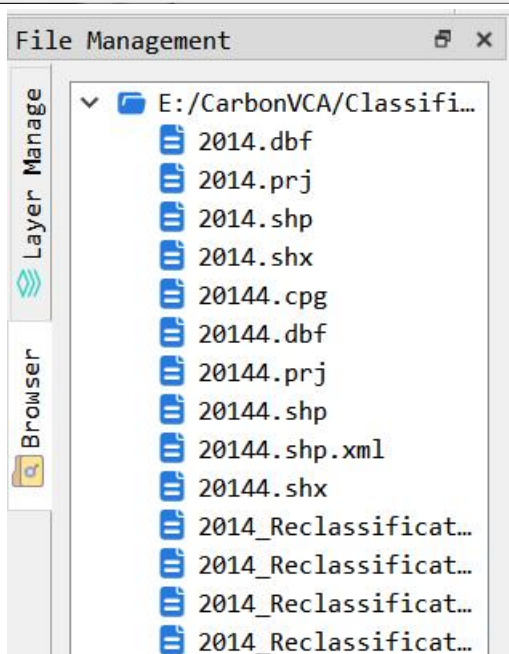 File Management
Layer Manage
Browser
E:/CarbonVCA/Classifi…
2014.dbf
2014.prj
2014.shp
2014.shx
20144.cpg
20144.dbf
20144.prj
20144.shp
20144.shp.xml
20144.shx
2014_Reclassificat…
2014_Reclassificat…
2014_Reclassificat…
2014_Reclassificat…